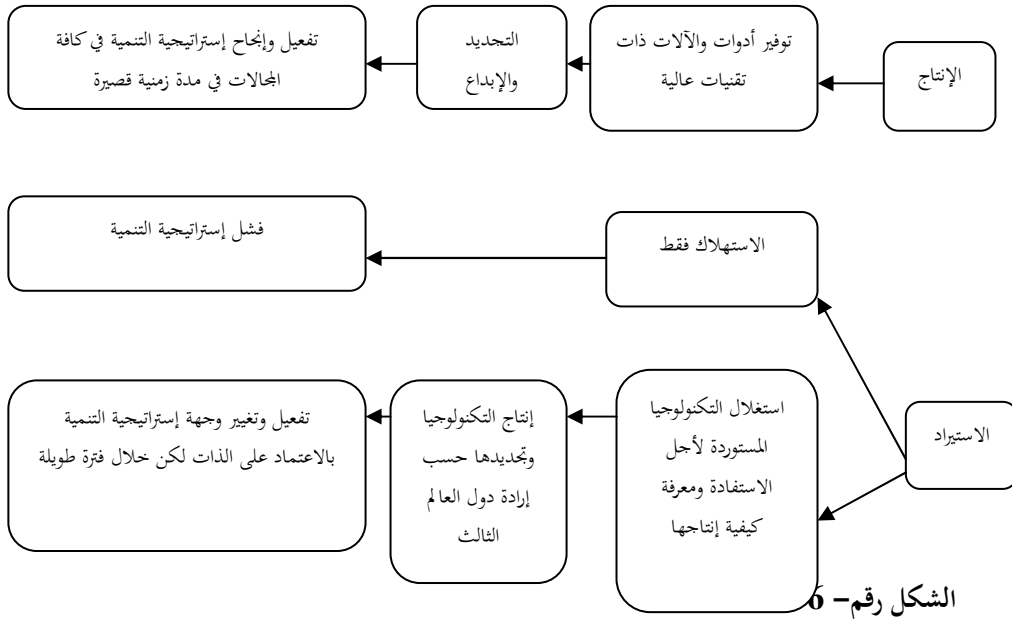 الإنتاج
توفير أدوات والآلات ذات
تقنيات عالية
التجديد
والإبداع
تفعيل وإنجاح إستراتيجية التنمية في كافة
المجالات في مدة زمنية قصيرة
الاستيراد
الاستهلاك فقط
فشل إستراتيجية التنمية
استغلال التكنولوجيا
المستوردة لأجل
الاستفادة ومعرفة
كيفية إنتاجها
إنتاج التكنولوجيا
وتجديدها حسب
إرادة دول العالم
الثالث
تفعيل وتغيير وجهة إستراتيجية التنمية
بالاعتماد على الذات لكن خلال فترة طويلة
الشكل رقم- 6